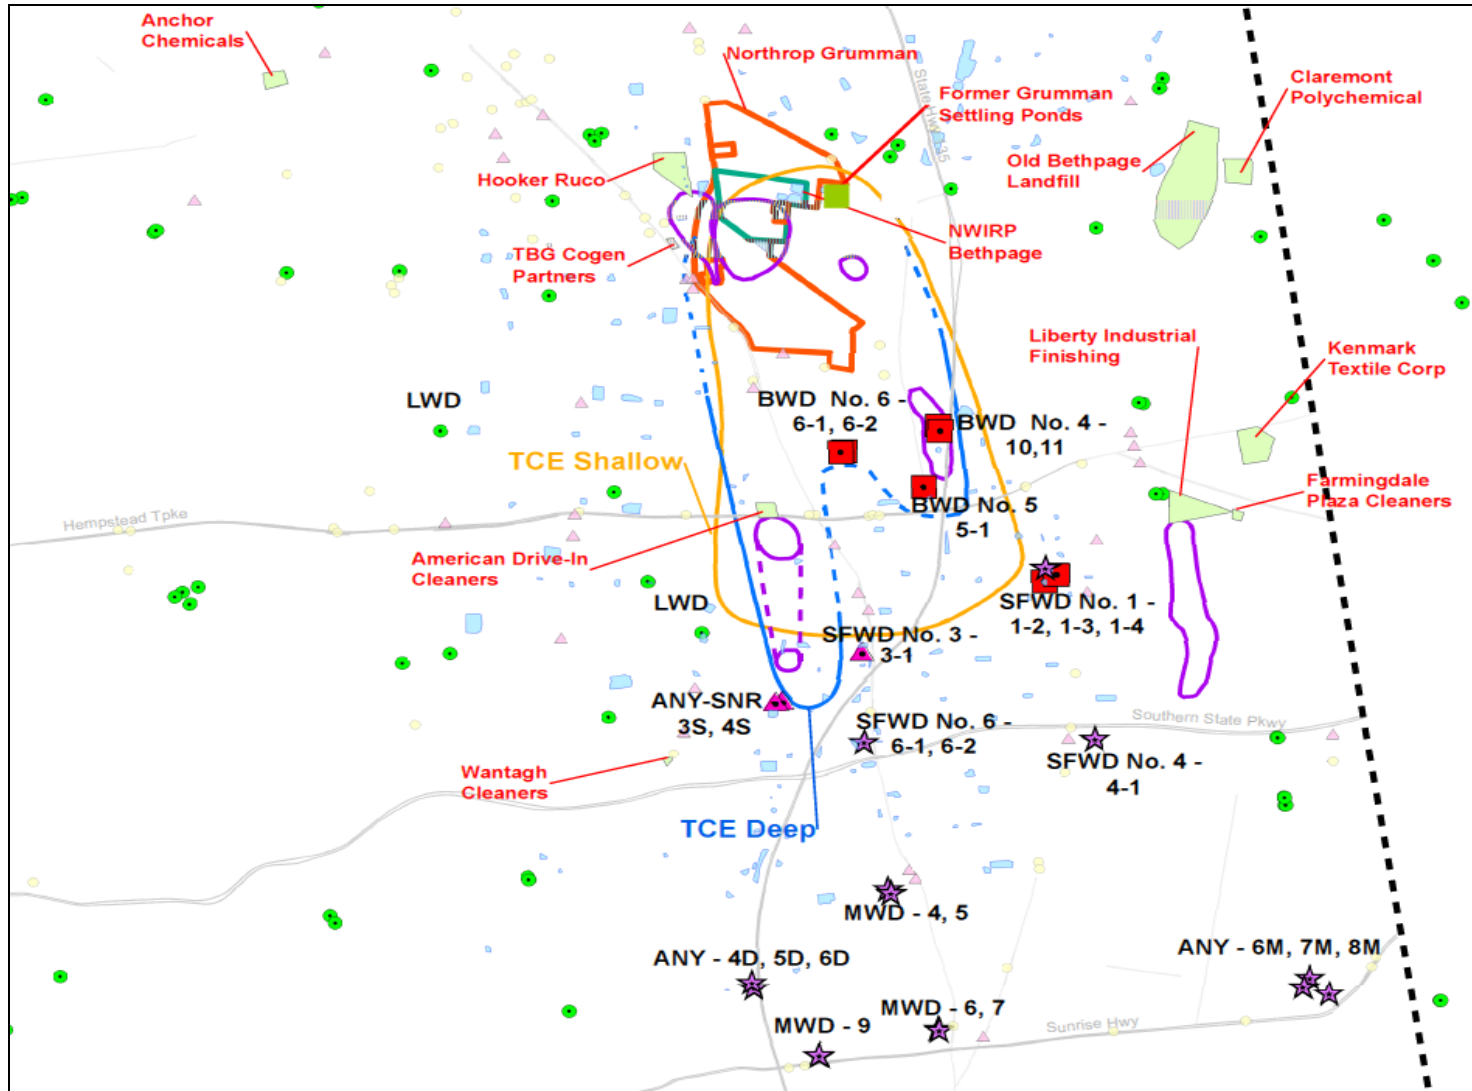 Anchor
Chemicals
Northrop Grumman
State Hwy 135
Former Grumman
Settling Ponds
Claremont
Polychemical
Old Bethpage
Landfill
Hooker Ruco
NWIRP
Bethpage
TBG Cogen
Partners
Liberty Industrial
Finishing
Kenmark
Textile Corp
LWD
BWD No. 6 -
6-1, 6-2
BWD No. 4 -
10,11
TCE Shallow
Farmingdale
Plaza Cleaners
BWD No. 5
5-1
Hempstead Tpke
American Drive-In
Cleaners
LWD
SFWD No. 1 -
1-2, 1-3, 1-4
SFWD No. 3 -
3-1
ANY-SNR
3S, 4S
SFWD No. 6 -
6-1, 6-2
Southern State Pkwy
SFWD No. 4 -
4-1
Wantagh
Cleaners
TCE Deep
MWD - 4, 5
ANY - 4D, 5D, 6D
ANY - 6M, 7M, 8M
MWD - 6, 7
MWD - 9
Sunrise Hwy